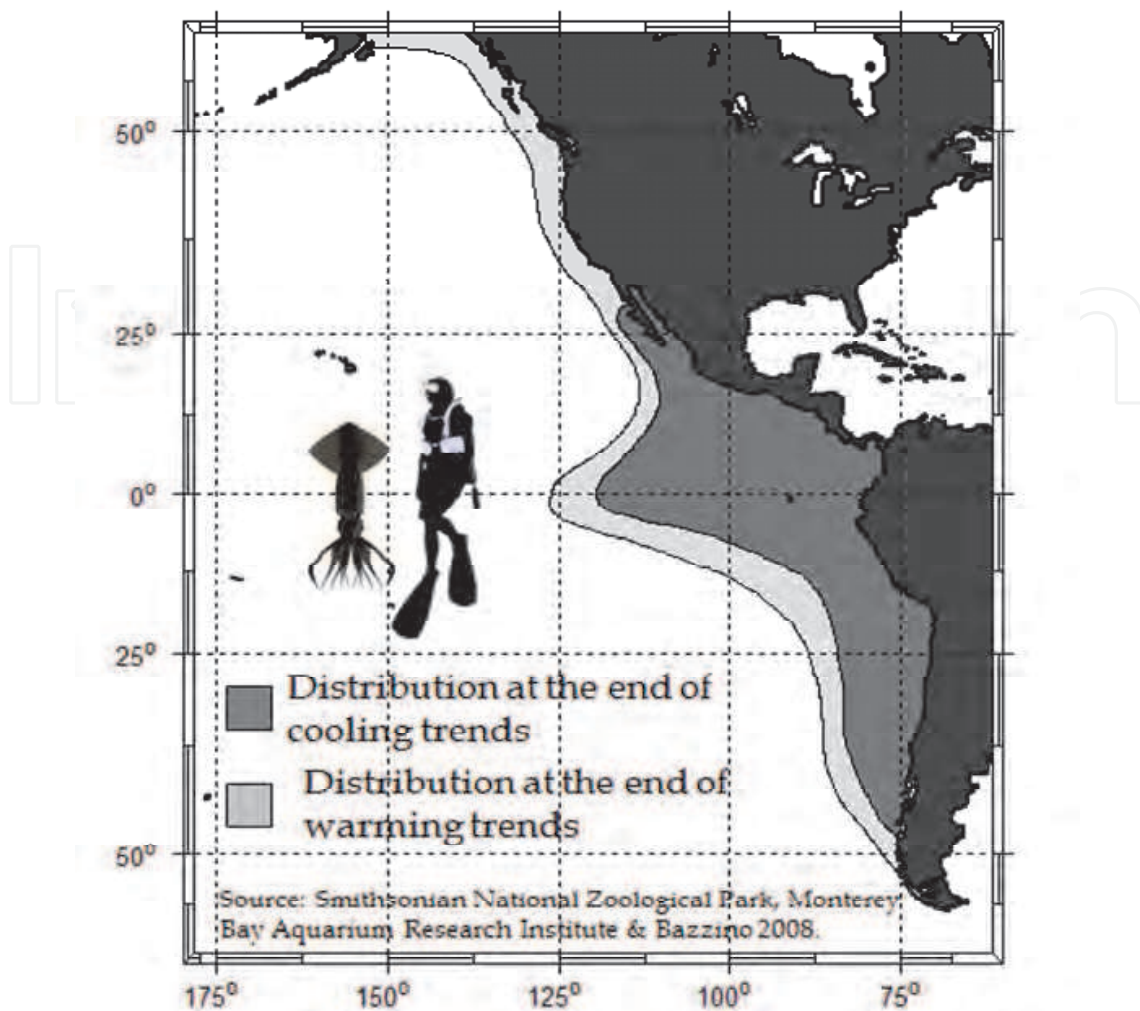 50°
25°
0°
25°
50°
Distribution at the end of
cooling trends
Distribution at the end of
warming trends
Source: Smithsonian National Zoological Park, Monterey
Bay Aquarium Research Institute & Bazzino 2008.
175° 150° 125° 100° 75°